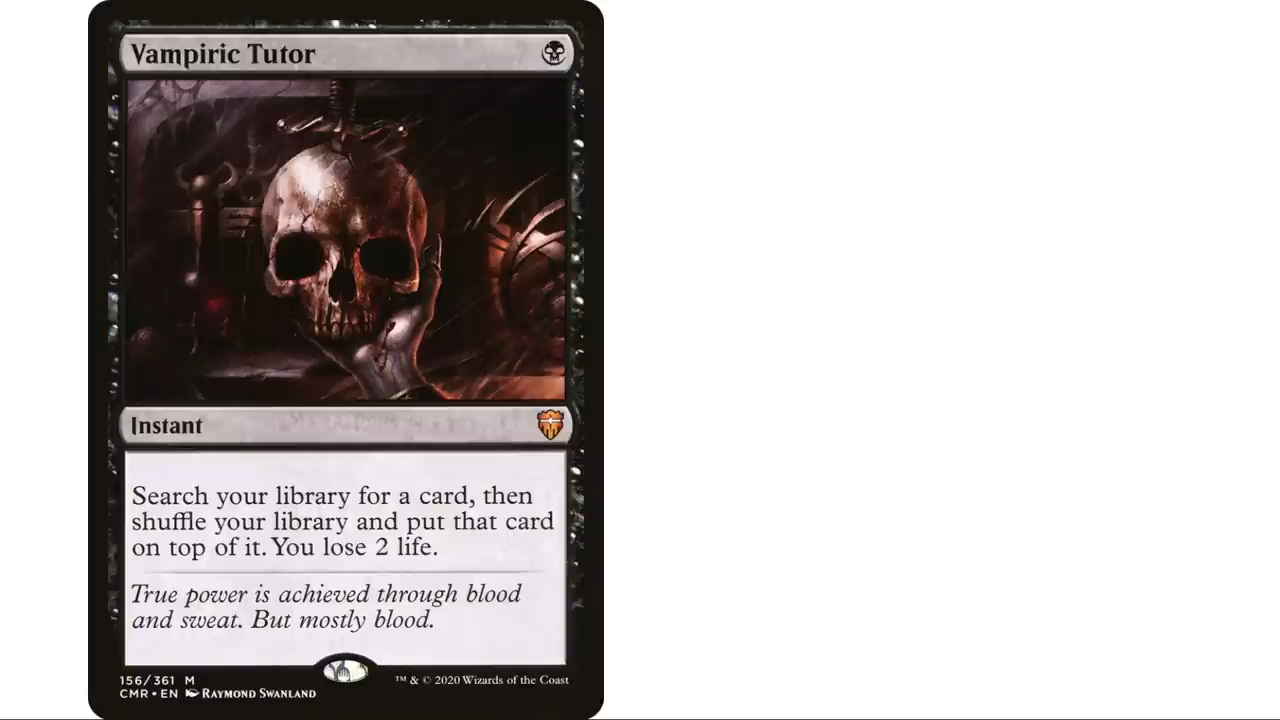 Vampiric Tutor
Instant
Search your library for a card, then
shuffle your library and put that card
on top of it. You lose 2 life.
True power is achieved through blood
and sweat. But mostly blood.
156/361 M
CMR • EN Raymond Swanland
™ & © 2020 Wizards of the Coast